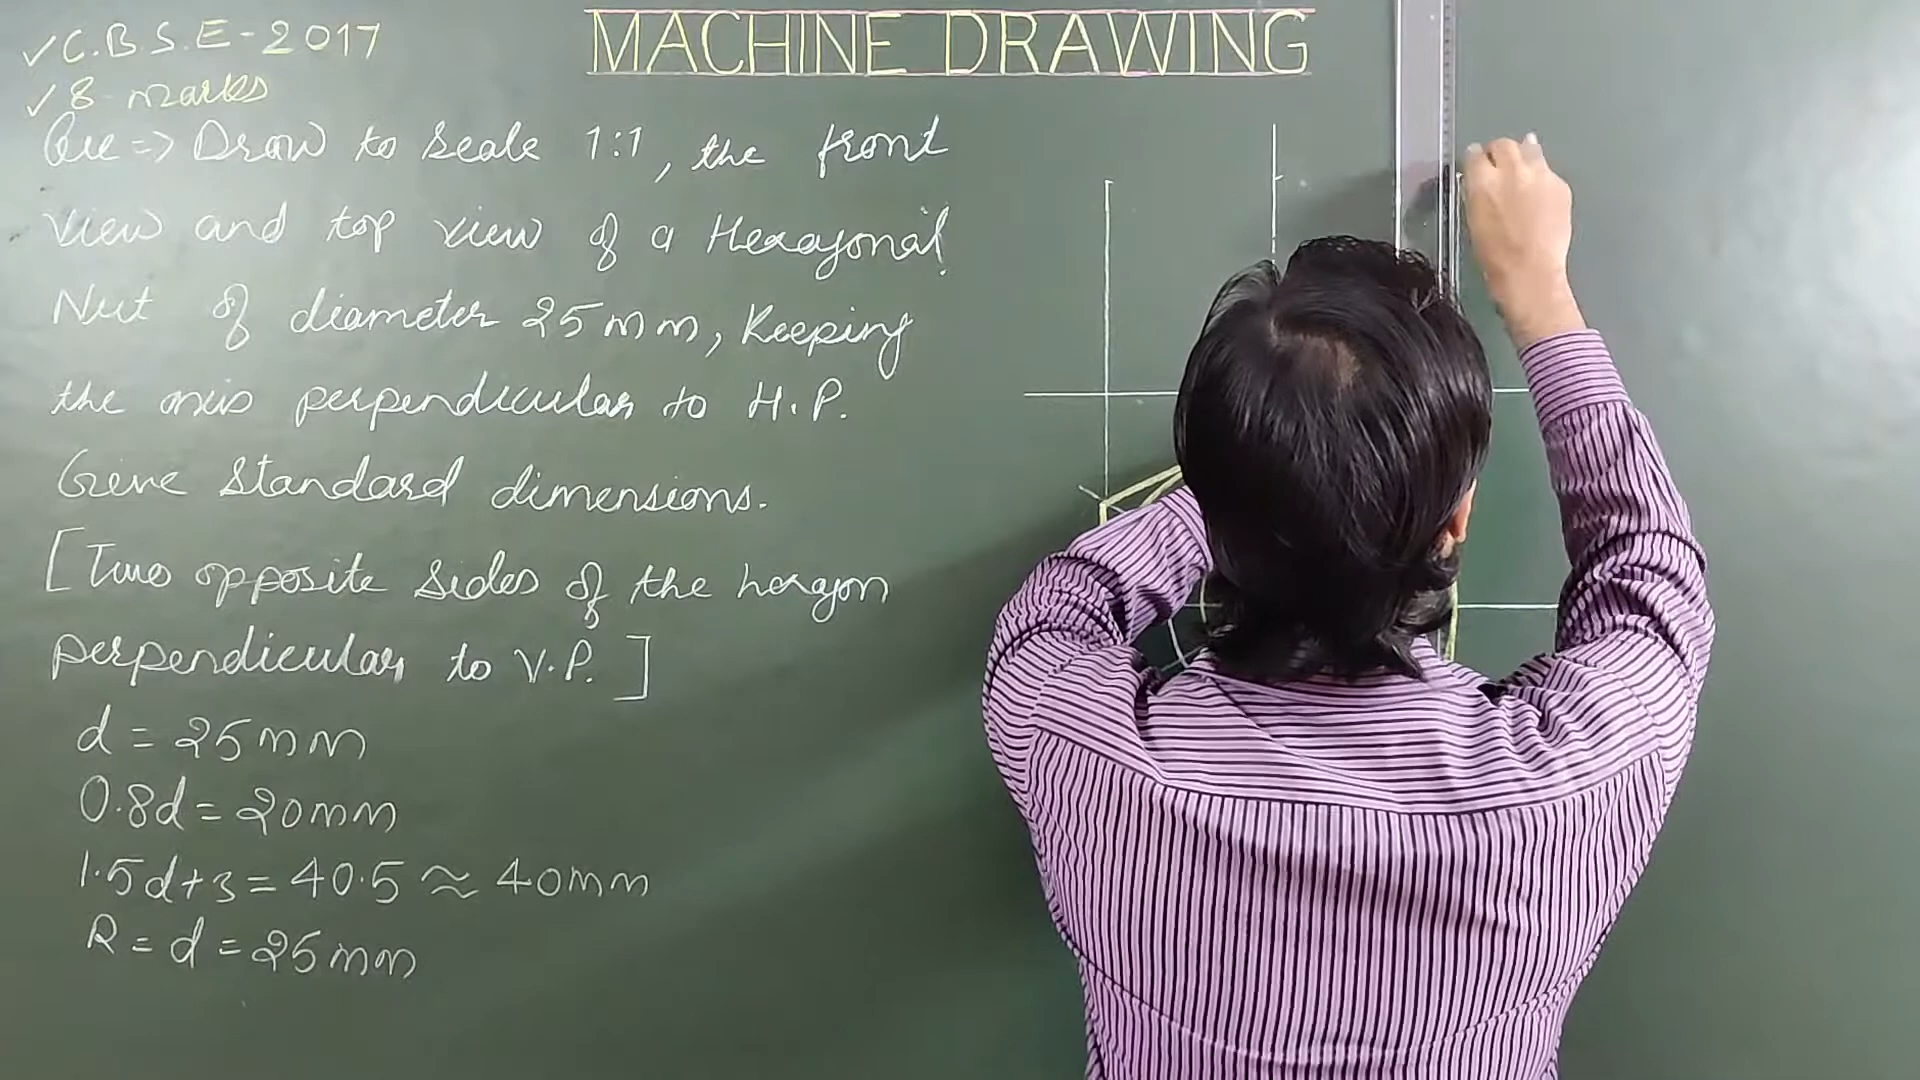 ✓ C.B.S.E-2017
✓ 8-marks
MACHINE DRAWING
Que => Draw to scale 1:1, the front
view and top view of a Hexagonal
Nut of diameter 25mm, Keeping
the axis perpendicular to H.P.
Give Standard dimensions.
[Two opposite sides of the hexagon
perpendicular to V.P.]
d = 25mm
0.8d = 20mm
1.5d+3 = 40.5 ≈ 40mm
R = d = 25mm